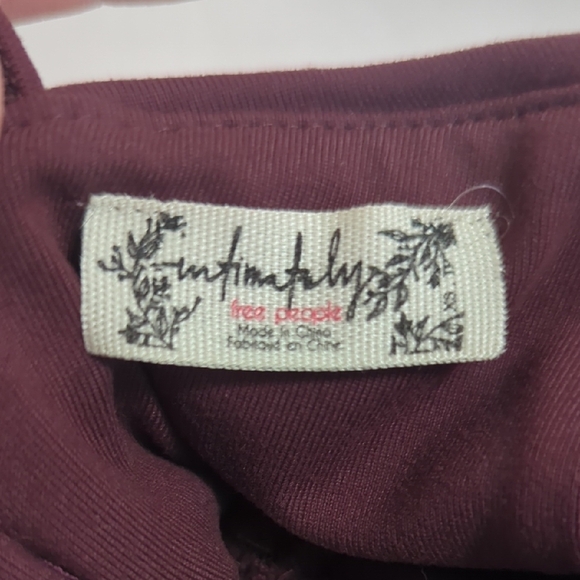 intimately
free people
Made in China
Fabriqué en Chine